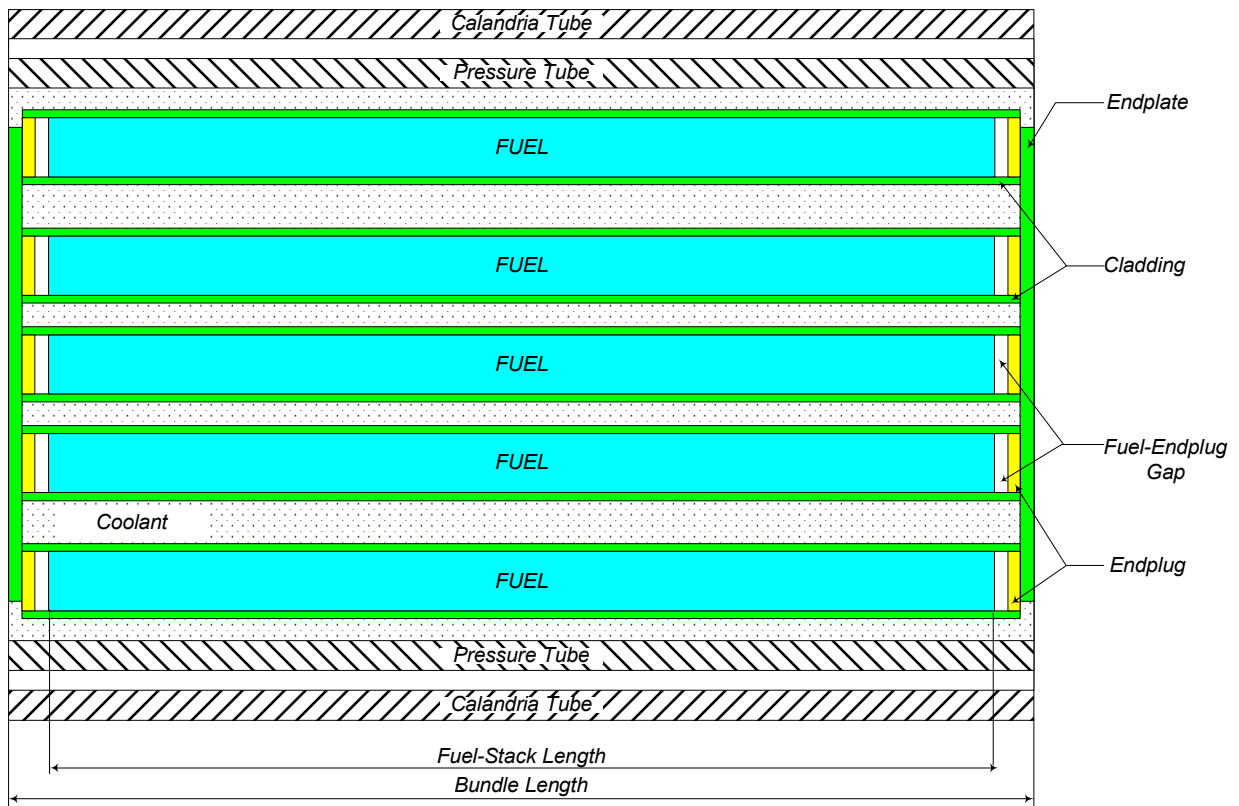 Calandria Tube
Pressure Tube
Endplate
FUEL
Cladding
FUEL
FUEL
Fuel-Endplug
Gap
FUEL
Coolant
Endplug
FUEL
Pressure Tube
Calandria Tube
Fuel-Stack Length
Bundle Length